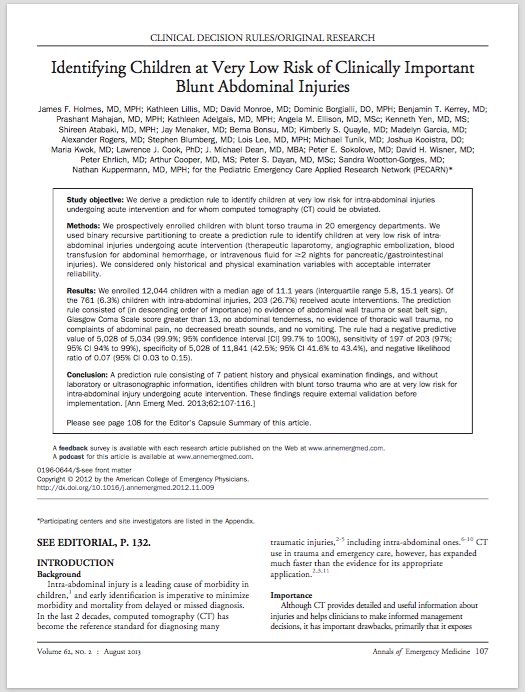 CLINICAL DECISION RULES/ORIGINAL RESEARCH
Identifying Children at Very Low Risk of Clinically Important
Blunt Abdominal Injuries
James F. Holmes, MD, MPH; Kathleen Lillis, MD; David Monroe, MD; Dominic Borgialli, DO, MPH; Benjamin T. Kerrey, MD;
Prashant Mahajan, MD, MPH; Kathleen Adelgais, MD, MPH; Angela M. Ellison, MD, MSc; Kenneth Yen, MD, MS;
Shireen Atabaki, MD, MPH; Jay Menaker, MD; Bema Bonsu, MD; Kimberly S. Quayle, MD; Madelyn Garcia, MD;
Alexander Rogers, MD; Stephen Blumberg, MD; Lois Lee, MD, MPH; Michael Tunik, MD; Joshua Kooistra, DO;
Maria Kwok, MD; Lawrence J. Cook, PhD; J. Michael Dean, MD, MBA; Peter E. Sokolove, MD; David H. Wisner, MD;
Peter Ehrlich, MD; Arthur Cooper, MD, MS; Peter S. Dayan, MD, MSc; Sandra Wootton-Gorges, MD;
Nathan Kuppermann, MD, MPH; for the Pediatric Emergency Care Applied Research Network (PECARN)*
Study objective: We derive a prediction rule to identify children at very low risk for intra-abdominal injuries
undergoing acute intervention and for whom computed tomography (CT) could be obviated.
Methods: We prospectively enrolled children with blunt torso trauma in 20 emergency departments. We
used binary recursive partitioning to create a prediction rule to identify children at very low risk of intra-
abdominal injuries undergoing acute intervention (therapeutic laparotomy, angiographic embolization, blood
transfusion for abdominal hemorrhage, or intravenous fluid for ≥2 nights for pancreatic/gastrointestinal
injuries). We considered only historical and physical examination variables with acceptable interrater
reliability.
Results: We enrolled 12,044 children with a median age of 11.1 years (interquartile range 5.8, 15.1 years). Of
the 761 (6.3%) children with intra-abdominal injuries, 203 (26.7%) received acute interventions. The prediction
rule consisted of (in descending order of importance) no evidence of abdominal wall trauma or seat belt sign,
Glasgow Coma Scale score greater than 13, no abdominal tenderness, no evidence of thoracic wall trauma, no
complaints of abdominal pain, no decreased breath sounds, and no vomiting. The rule had a negative predictive
value of 5,028 of 5,034 (99.9%; 95% confidence interval [CI] 99.7% to 100%), sensitivity of 197 of 203 (97%;
95% CI 94% to 99%), specificity of 5,028 of 11,841 (42.5%; 95% CI 41.6% to 43.4%), and negative likelihood
ratio of 0.07 (95% CI 0.03 to 0.15).
Conclusion: A prediction rule consisting of 7 patient history and physical examination findings, and without
laboratory or ultrasonographic information, identifies children with blunt torso trauma who are at very low risk for
intra-abdominal injury undergoing acute intervention. These findings require external validation before
implementation. [Ann Emerg Med. 2013;62:107-116.]
Please see page 108 for the Editor's Capsule Summary of this article.
A feedback survey is available with each research article published on the Web at www.annemergmed.com.
A podcast for this article is available at www.annemergmed.com.
0196-0644/$-see front matter
Copyright © 2012 by the American College of Emergency Physicians.
http://dx.doi.org/10.1016/j.annemergmed.2012.11.009
*Participating centers and site investigators are listed in the Appendix.
SEE EDITORIAL, P. 132.
INTRODUCTION
Background
Intra-abdominal injury is a leading cause of morbidity in
children,1 and early identification is imperative to minimize
morbidity and mortality from delayed or missed diagnosis.
In the last 2 decades, computed tomography (CT) has
become the reference standard for diagnosing many
traumatic injuries,2-5 including intra-abdominal ones.6-10 CT
use in trauma and emergency care, however, has expanded
much faster than the evidence for its appropriate
application.2,3,11
Importance
Although CT provides detailed and useful information about
injuries and helps clinicians to make informed management
decisions, it has important drawbacks, primarily that it exposes
Volume 62, NO. 2 : August 2013
Annals of Emergency Medicine 107